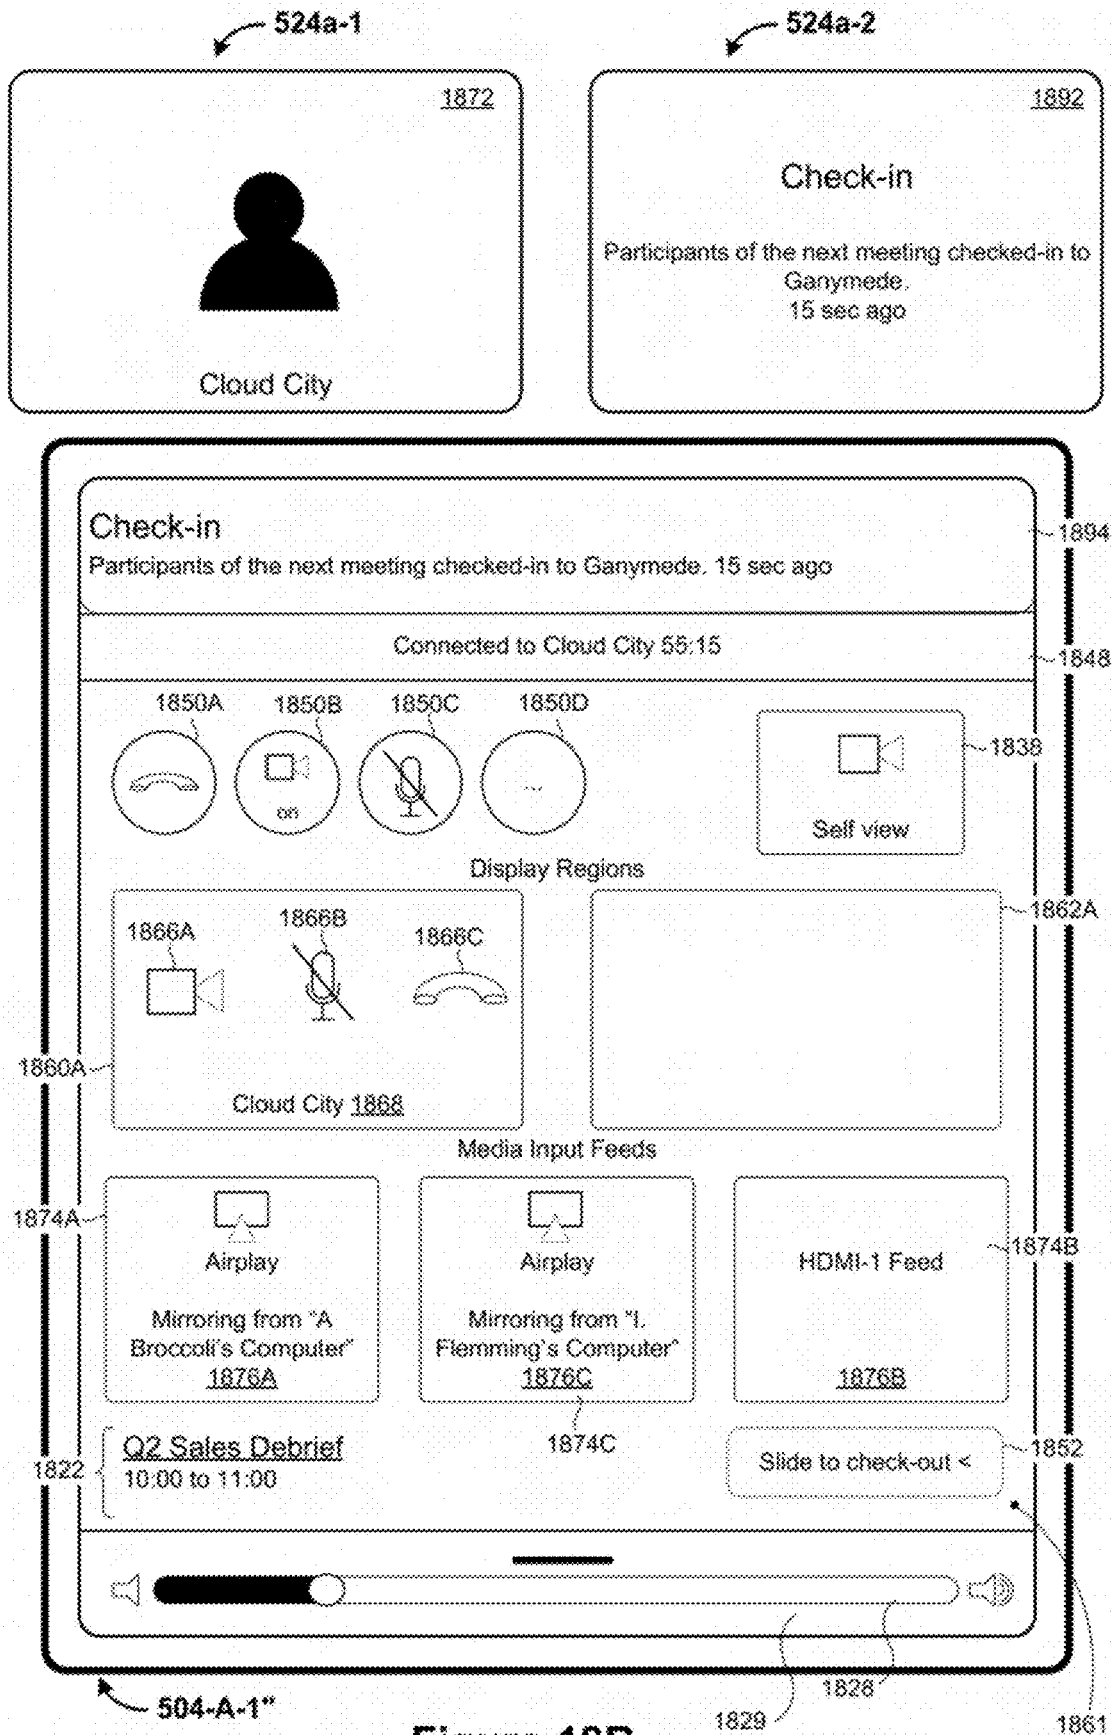 524a-1
524a-2
1872
1892
Check-in
Participants of the next meeting checked-in to
Ganymede.
15 sec ago
Cloud City
Check-in
1894
Participants of the next meeting checked-in to Ganymede. 15 sec ago
Connected to Cloud City 55:15
1848
1850A
1850B
1850C
1850D
1838
on
...
Self view
Display Regions
1862A
1866A
1866B
1866C
1860A
Cloud City 1868
Media Input Feeds
1874A
Airplay
Mirroring from "A
Broccoli's Computer"
1876A
Airplay
Mirroring from "I.
Flemming's Computer"
1876C
1874B
HDMI-1 Feed
1876B
1874C
1822
Q2 Sales Debrief
10:00 to 11:00
Slide to check-out <
1852
504-A-1"
1828
1829
1861